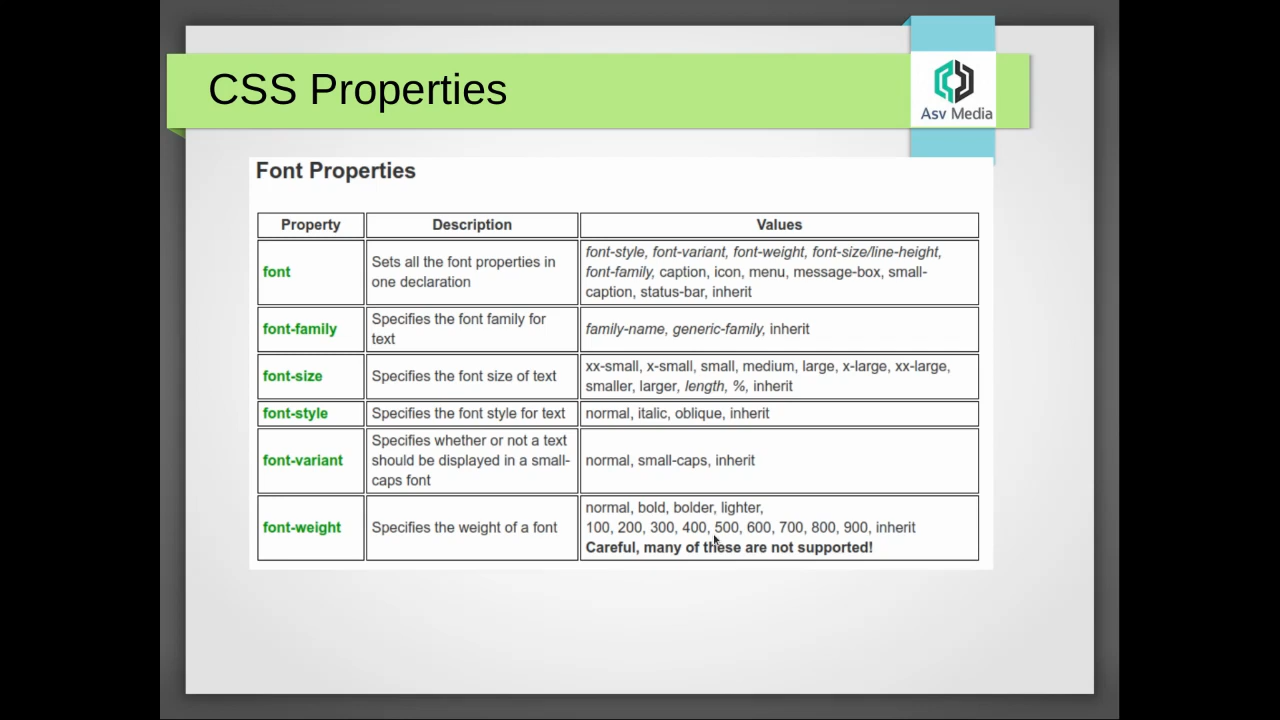 CSS Properties
Asv Media
Font Properties
Property Description Values
font
Sets all the font properties in
one declaration
font-style, font-variant, font-weight, font-size/line-height,
font-family, caption, icon, menu, message-box, small-
caption, status-bar, inherit
font-family
Specifies the font family for
text
family-name, generic-family, inherit
font-size
Specifies the font size of text
xx-small, x-small, small, medium, large, x-large, xx-large,
smaller, larger, length, %, inherit
font-style
Specifies the font style for text
normal, italic, oblique, inherit
font-variant
Specifies whether or not a text
should be displayed in a small-
caps font
normal, small-caps, inherit
font-weight
Specifies the weight of a font
normal, bold, bolder, lighter,
100, 200, 300, 400, 500, 600, 700, 800, 900, inherit
Careful, many of these are not supported!